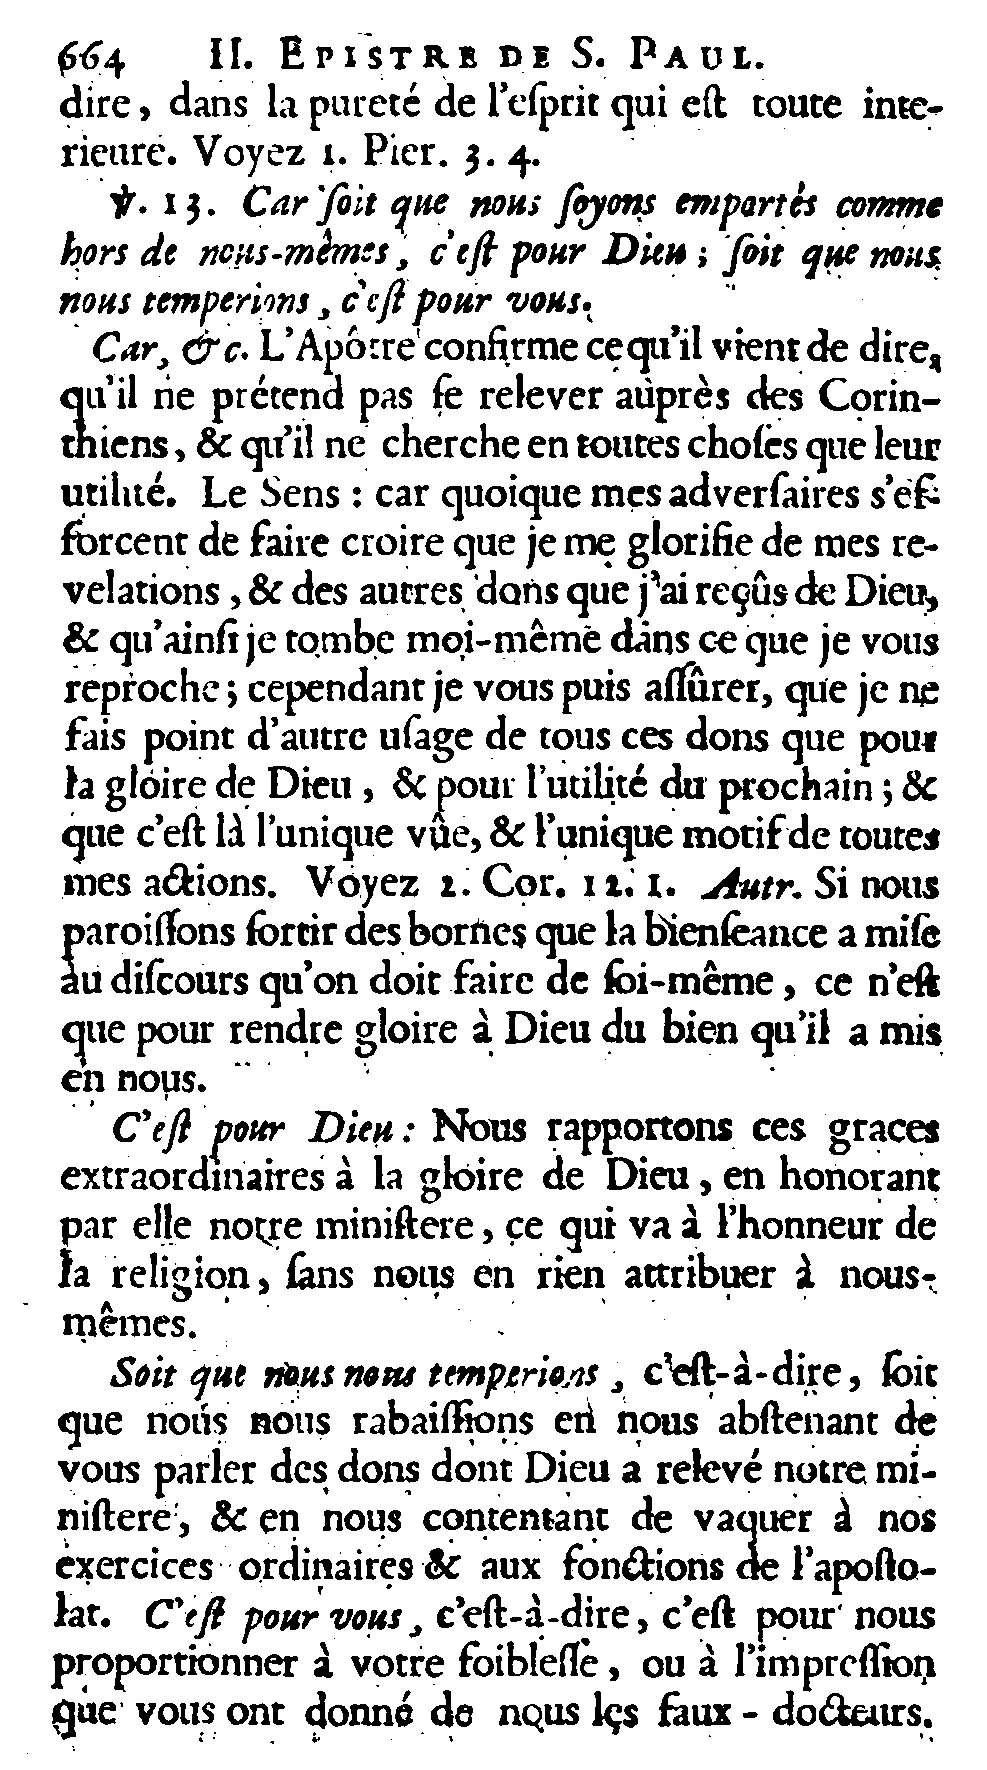 664 II. EPISTRE DE S. PAUL.
dire, dans la pureté de l'eſprit qui eſt toute inte-
rieure. Voyez 1. Pier. 3. 4.
℣. 13. Car ſoit que nous ſoyons emportés comme
hors de nous-mêmes, c'eſt pour Dieu; ſoit que nous
nous temperions, c'eſt pour vous.
Car, &c. L'Apôtre confirme ce qu'il vient de dire,
qu'il ne prétend pas ſe relever auprès des Corin-
thiens, & qu'il ne cherche en toutes choſes que leur
utilité. Le Sens: car quoique mes adverſaires s'ef-
forcent de faire croire que je me glorifie de mes re-
velations, & des autres dons que j'ai reçûs de Dieu,
& qu'ainſi je tombe moi-même dans ce que je vous
reproche; cependant je vous puis aſſûrer, que je ne
fais point d'autre uſage de tous ces dons que pour
la gloire de Dieu, & pour l'utilité du prochain; &
que c'eſt là l'unique vûe, & l'unique motif de toutes
mes actions. Voyez 2. Cor. 12. 1. Autr. Si nous
paroiſſons ſortir des bornes que la bienſeance a miſe
au diſcours qu'on doit faire de ſoi-même, ce n'eſt
que pour rendre gloire à Dieu du bien qu'il a mis
en nous.
C'eſt pour Dieu: Nous rapportons ces graces
extraordinaires à la gloire de Dieu, en honorant
par elle notre miniſtere, ce qui va à l'honneur de
la religion, ſans nous en rien attribuer à nous-
mêmes.
Soit que nous nous temperions, c'eſt-à-dire, ſoit
que nous nous rabaiſſions en nous abſtenant de
vous parler des dons dont Dieu a relevé notre mi-
niſtere, & en nous contentant de vaquer à nos
exercices ordinaires & aux fonctions de l'apoſto-
lat. C'eſt pour vous, c'eſt-à-dire, c'eſt pour nous
proportionner à votre foibleſſe, ou à l'impreſſion
que vous ont donné de nous les faux-docteurs.